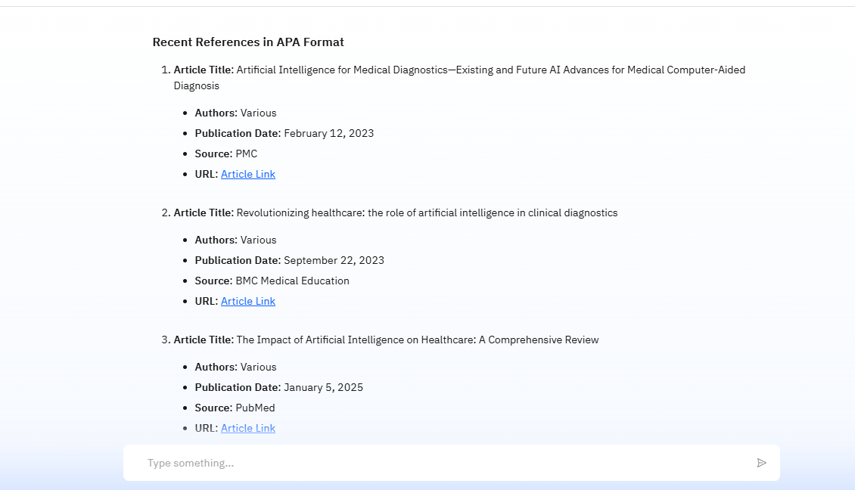 Recent References in APA Format
1. Article Title: Artificial Intelligence for Medical Diagnostics—Existing and Future AI Advances for Medical Computer-Aided
Diagnosis
• Authors: Various
• Publication Date: February 12, 2023
• Source: PMC
• URL: Article Link
2. Article Title: Revolutionizing healthcare: the role of artificial intelligence in clinical diagnostics
• Authors: Various
• Publication Date: September 22, 2023
• Source: BMC Medical Education
• URL: Article Link
3. Article Title: The Impact of Artificial Intelligence on Healthcare: A Comprehensive Review
• Authors: Various
• Publication Date: January 5, 2025
• Source: PubMed
• URL: Article Link
Type something...